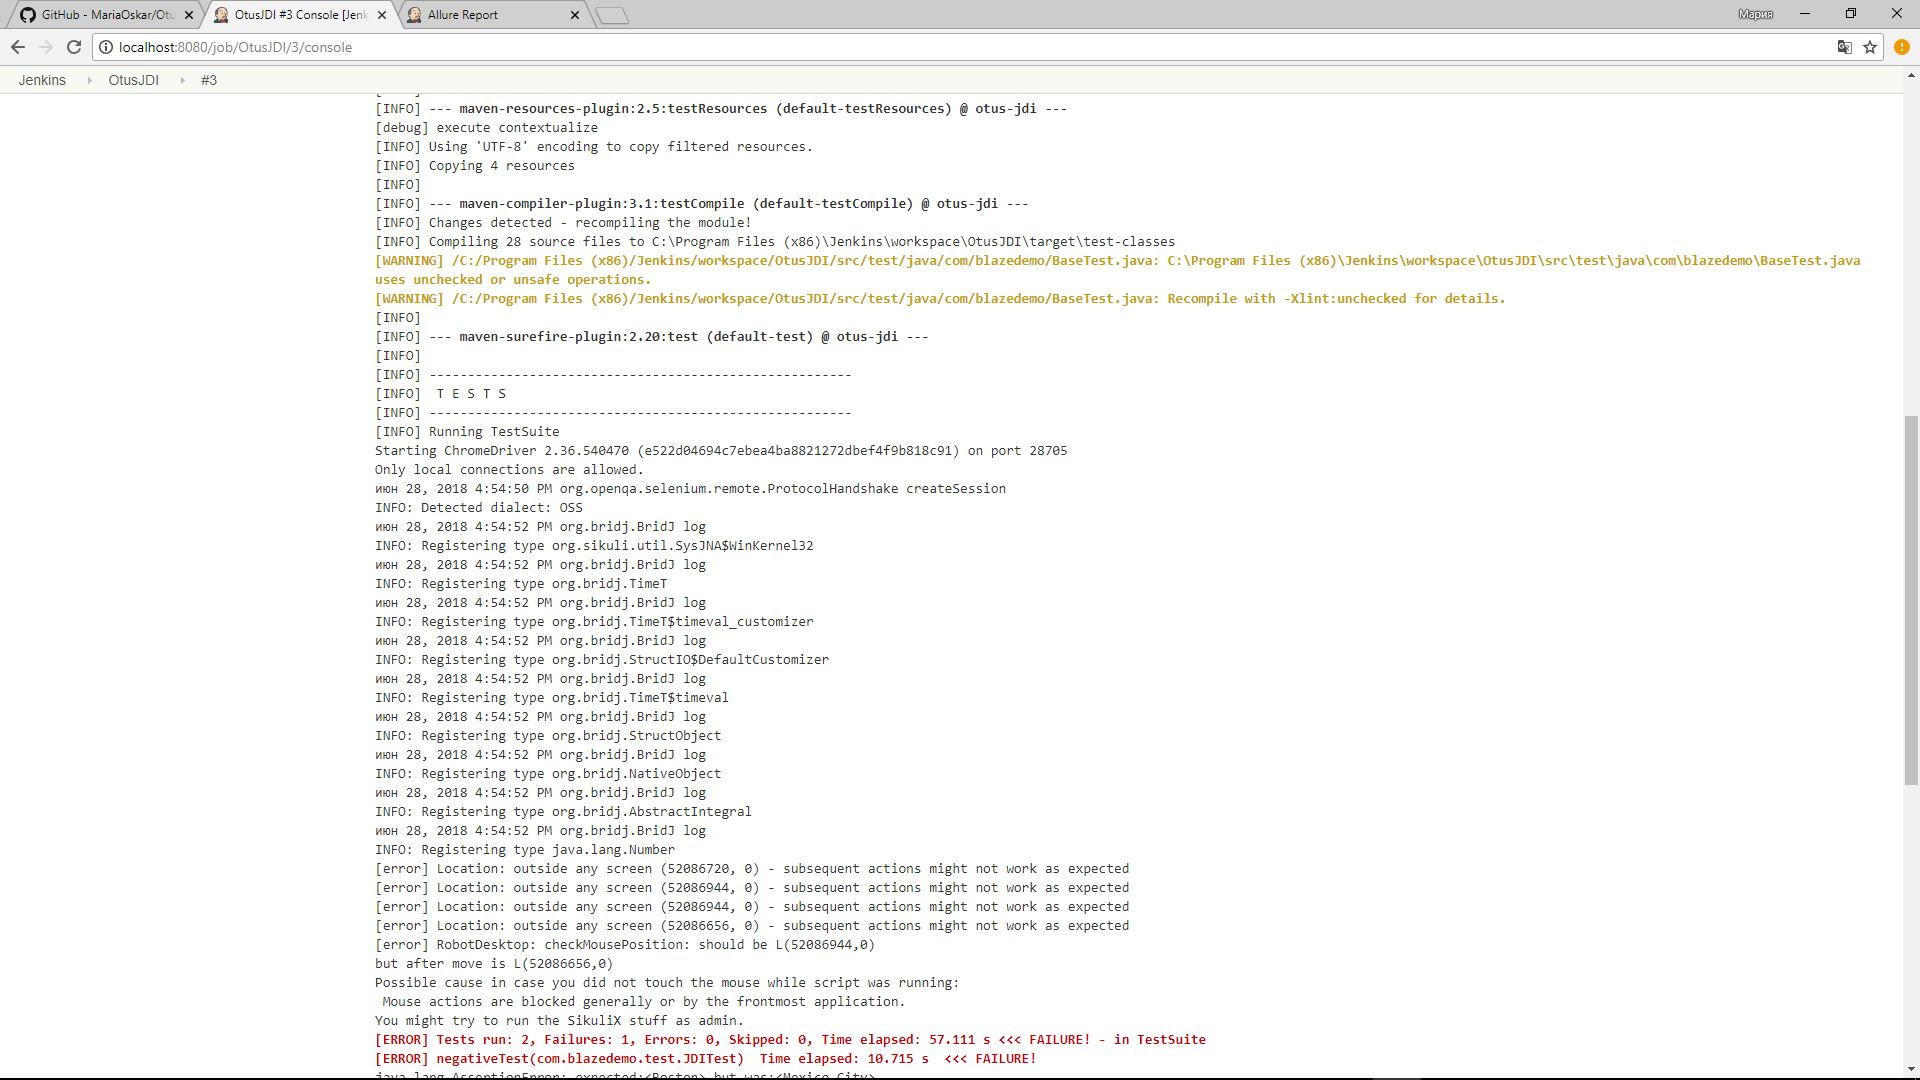 GitHub - MariaOskar/Otu
OtusJDI #3 Console [Jenk
Allure Report
Мария
localhost:8080/job/OtusJDI/3/console
Jenkins
OtusJDI
#3
[INFO] --- maven-resources-plugin:2.5:testResources (default-testResources) @ otus-jdi ---
[debug] execute contextualize
[INFO] Using 'UTF-8' encoding to copy filtered resources.
[INFO] Copying 4 resources
[INFO]
[INFO] --- maven-compiler-plugin:3.1:testCompile (default-testCompile) @ otus-jdi ---
[INFO] Changes detected - recompiling the module!
[INFO] Compiling 28 source files to C:\Program Files (x86)\Jenkins\workspace\OtusJDI\target\test-classes
[WARNING] /C:/Program Files (x86)/Jenkins/workspace/OtusJDI/src/test/java/com/blazedemo/BaseTest.java: C:\Program Files (x86)\Jenkins\workspace\OtusJDI\src\test\java\com\blazedemo\BaseTest.java
uses unchecked or unsafe operations.
[WARNING] /C:/Program Files (x86)/Jenkins/workspace/OtusJDI/src/test/java/com/blazedemo/BaseTest.java: Recompile with -Xlint:unchecked for details.
[INFO]
[INFO] --- maven-surefire-plugin:2.20:test (default-test) @ otus-jdi ---
[INFO]
[INFO] -------------------------------------------------------
[INFO]  T E S T S
[INFO] -------------------------------------------------------
[INFO] Running TestSuite
Starting ChromeDriver 2.36.540470 (e522d04694c7ebea4ba8821272dbef4f9b818c91) on port 28705
Only local connections are allowed.
июн 28, 2018 4:54:50 PM org.openqa.selenium.remote.ProtocolHandshake createSession
INFO: Detected dialect: OSS
июн 28, 2018 4:54:52 PM org.bridj.BridJ log
INFO: Registering type org.sikuli.util.SysJNA$WinKernel32
июн 28, 2018 4:54:52 PM org.bridj.BridJ log
INFO: Registering type org.bridj.TimeT
июн 28, 2018 4:54:52 PM org.bridj.BridJ log
INFO: Registering type org.bridj.TimeT$timeval_customizer
июн 28, 2018 4:54:52 PM org.bridj.BridJ log
INFO: Registering type org.bridj.StructIO$DefaultCustomizer
июн 28, 2018 4:54:52 PM org.bridj.BridJ log
INFO: Registering type org.bridj.TimeT$timeval
июн 28, 2018 4:54:52 PM org.bridj.BridJ log
INFO: Registering type org.bridj.StructObject
июн 28, 2018 4:54:52 PM org.bridj.BridJ log
INFO: Registering type org.bridj.NativeObject
июн 28, 2018 4:54:52 PM org.bridj.BridJ log
INFO: Registering type org.bridj.AbstractIntegral
июн 28, 2018 4:54:52 PM org.bridj.BridJ log
INFO: Registering type java.lang.Number
[error] Location: outside any screen (52086720, 0) - subsequent actions might not work as expected
[error] Location: outside any screen (52086944, 0) - subsequent actions might not work as expected
[error] Location: outside any screen (52086944, 0) - subsequent actions might not work as expected
[error] Location: outside any screen (52086656, 0) - subsequent actions might not work as expected
[error] RobotDesktop: checkMousePosition: should be L(52086944,0)
but after move is L(52086656,0)
Possible cause in case you did not touch the mouse while script was running:
 Mouse actions are blocked generally or by the frontmost application.
You might try to run the SikuliX stuff as admin.
[ERROR] Tests run: 2, Failures: 1, Errors: 0, Skipped: 0, Time elapsed: 57.111 s <<< FAILURE! - in TestSuite
[ERROR] negativeTest(com.blazedemo.test.JDITest)  Time elapsed: 10.715 s  <<< FAILURE!
java.lang.AssertionError: expected:<Boston> but was:<Mexico City>